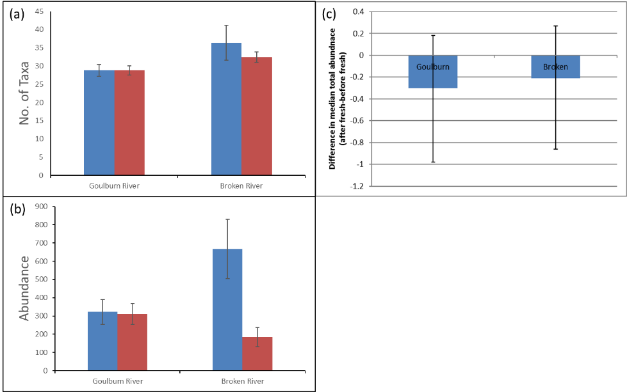 (a)
No. of Taxa
45
40
35
30
25
20
15
10
5
0
Goulburn River
Broken River
(b)
Abundance
900
800
700
600
500
400
300
200
100
0
Goulburn River
Broken River
(c)
Difference in median total abundnace
(after fresh-before fresh)
0.4
0.2
0
-0.2
-0.4
-0.6
-0.8
-1
-1.2
Goulburn
Broken